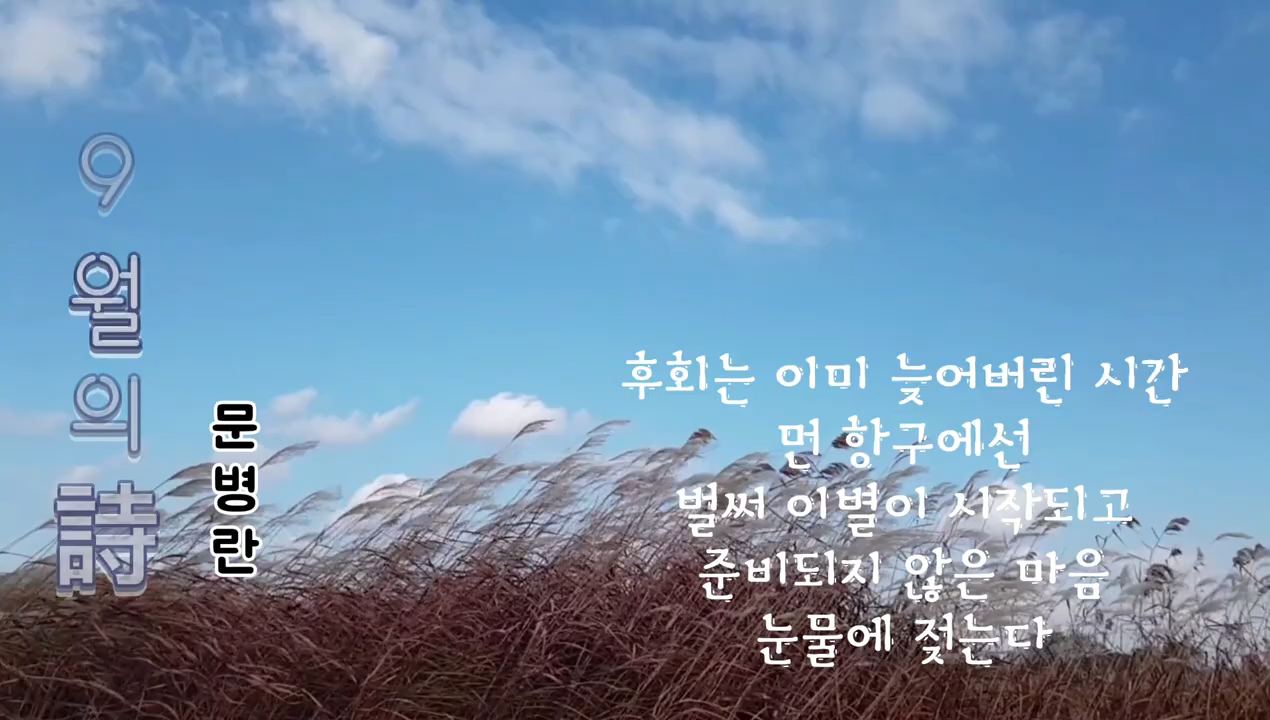 9월의 詩
문병란
후회는 이미 늦어버린 시간
먼 항구에선
벌써 이별이 시작되고
준비되지 않은 마음
눈물에 젖는다